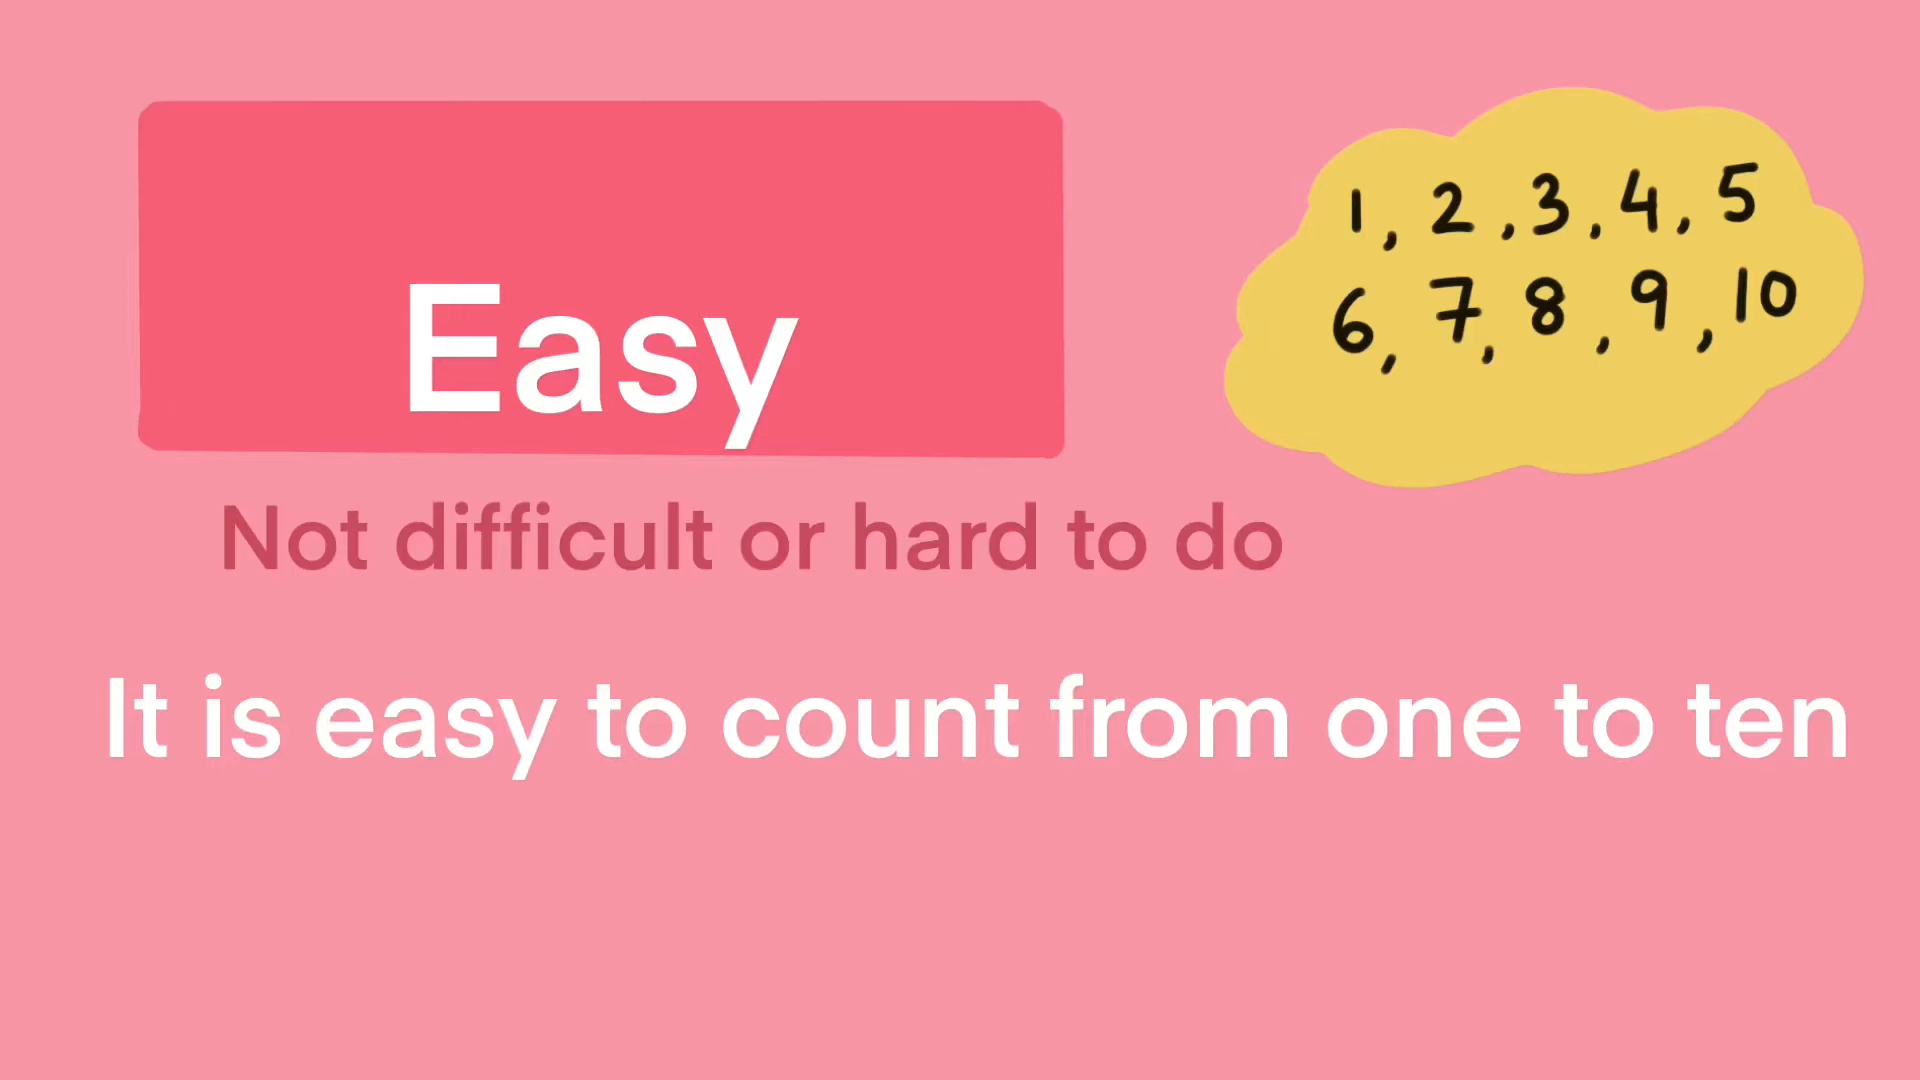 Easy
1, 2, 3, 4, 5
6, 7, 8, 9, 10
Not difficult or hard to do
It is easy to count from one to ten